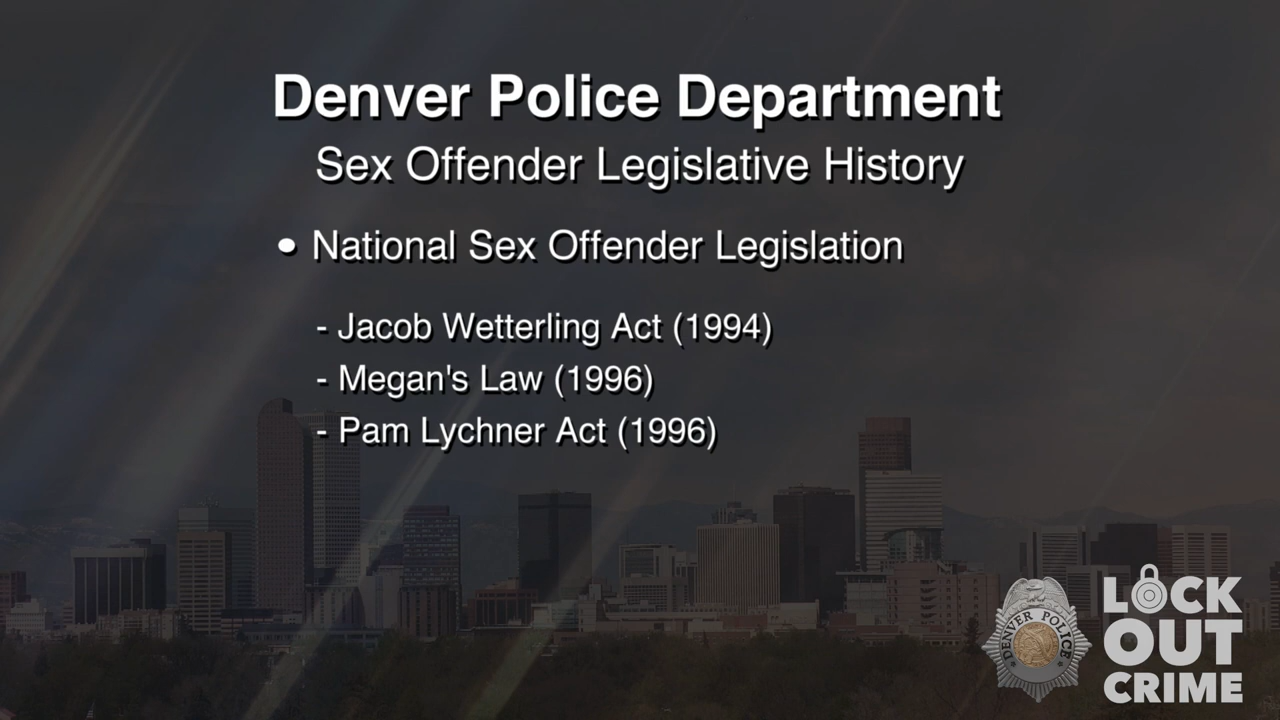 Denver Police Department
Sex Offender Legislative History
• National Sex Offender Legislation
- Jacob Wetterling Act (1994)
- Megan's Law (1996)
- Pam Lychner Act (1996)
DENVER POLICE
LOCK
OUT
CRIME